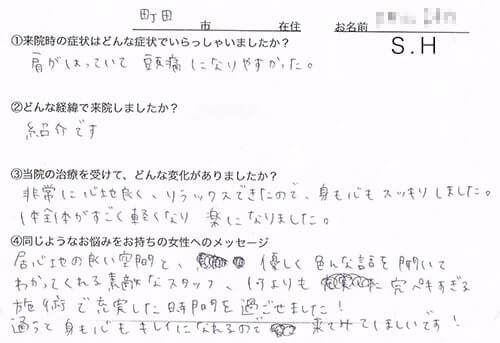 町田 市 在住 お名前
S.H
①来院時の症状はどんな症状でいらっしゃいましたか？
肩がはっていて 頭痛になりやすかった。
②どんな経緯で来院しましたか？
紹介です
③当院の治療を受けて、どんな変化がありましたか？
非常に心地良く、リラックスできたので、身も心もスッキリしました。
体全体がすごく軽くなり 楽になりました。
④同じようなお悩みをお持ちの女性へのメッセージ
居心地の良い空間と、優しく色んな話を聞いて
わかってくれる素敵なスタッフ、何よりも 完ペキすぎる
施術で充実した時間を過ごせました！
通って身も心もキレイになれるので 来てみてほしいです！